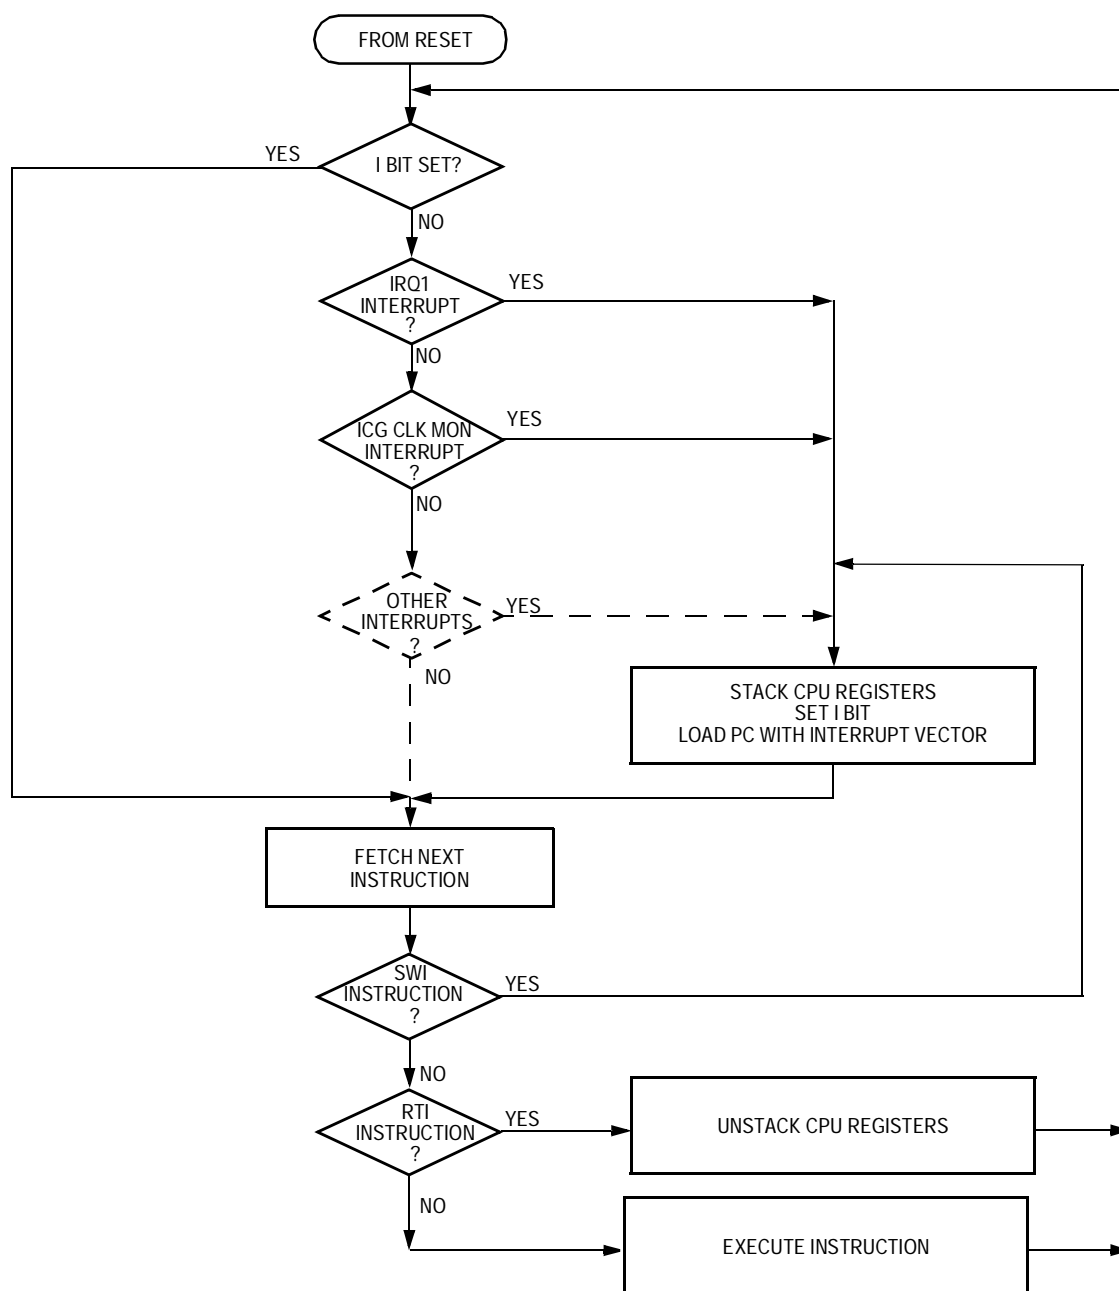 FROM RESET
YES
I BIT SET?
NO
IRQ1
INTERRUPT
?
YES
NO
ICG CLK MON
INTERRUPT
?
YES
NO
OTHER
INTERRUPTS
?
YES
NO
STACK CPU REGISTERS
SET I BIT
LOAD PC WITH INTERRUPT VECTOR
FETCH NEXT
INSTRUCTION
SWI
INSTRUCTION
?
YES
NO
RTI
INSTRUCTION
?
YES
UNSTACK CPU REGISTERS
NO
EXECUTE INSTRUCTION